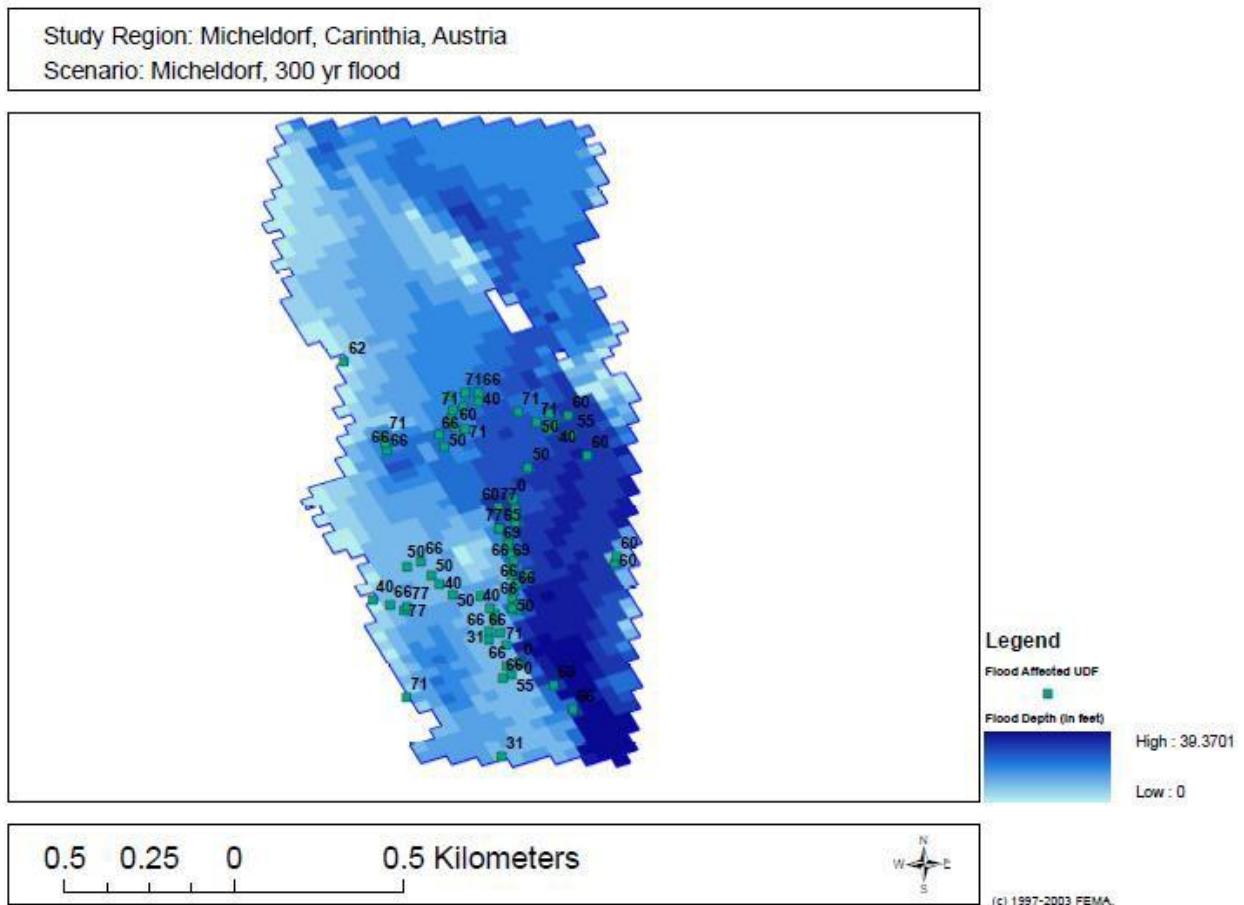 Study Region: Micheldorf, Carinthia, Austria
Scenario: Micheldorf, 300 yr flood
62
7166
71 40 71 60
60 71 55
71 66 71 50
66 66 50 40 60
50
0
6077
7765
69
66 69 60
60
50 66 66 66
50
40 40 66
40 66 77 50 50
77
66 66
31 71
66 0
66 0
55
71
31
Legend
Flood Affected UDF
Flood Depth (In feet)
High : 39.3701
Low : 0
0.5 0.25 0 0.5 Kilometers
N
W E
S
(c) 1997-2003 FEMA.